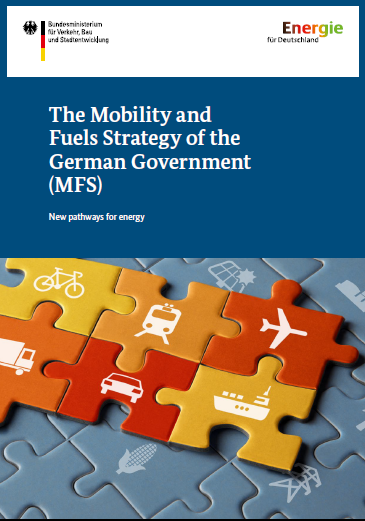 Bundesministerium
für Verkehr, Bau
und Stadtentwicklung
Energie
für Deutschland
The Mobility and
Fuels Strategy of the
German Government
(MFS)
New pathways for energy